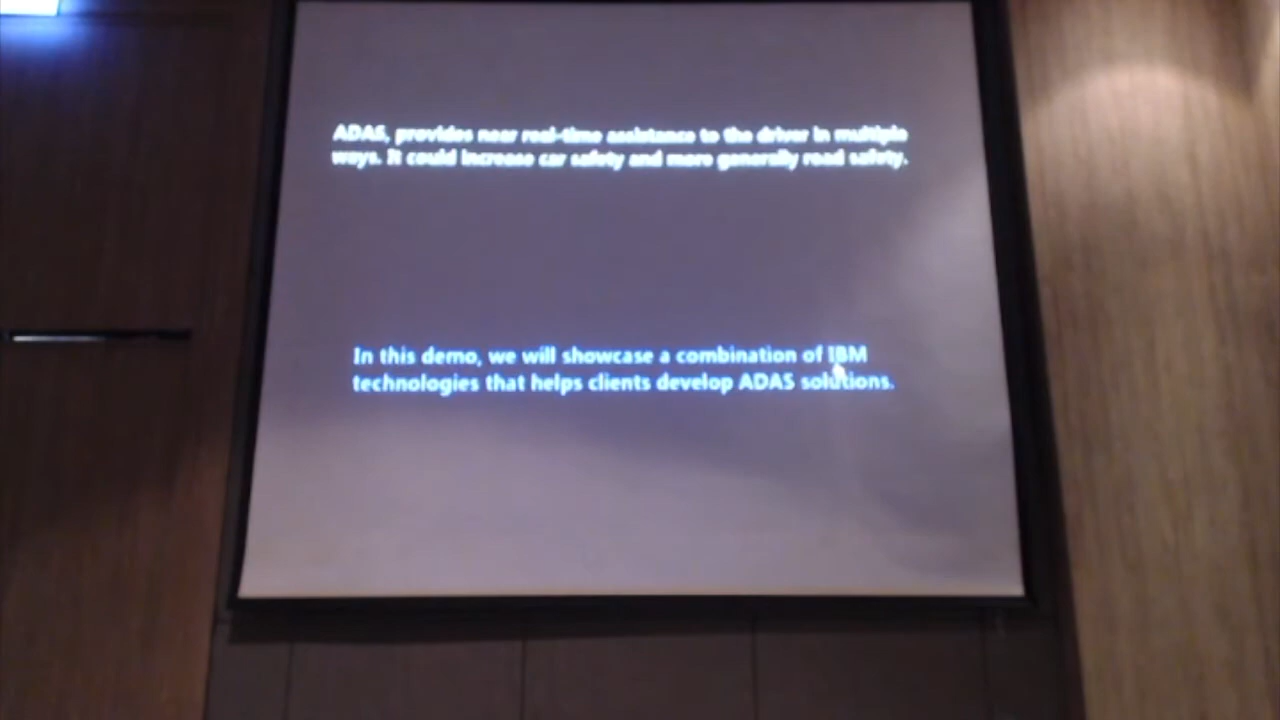 ADAS, provides near real-time assistance to the driver in multiple
ways. It could increase car safety and more generally road safety.
In this demo, we will showcase a combination of IBM
technologies that helps clients develop ADAS solutions.